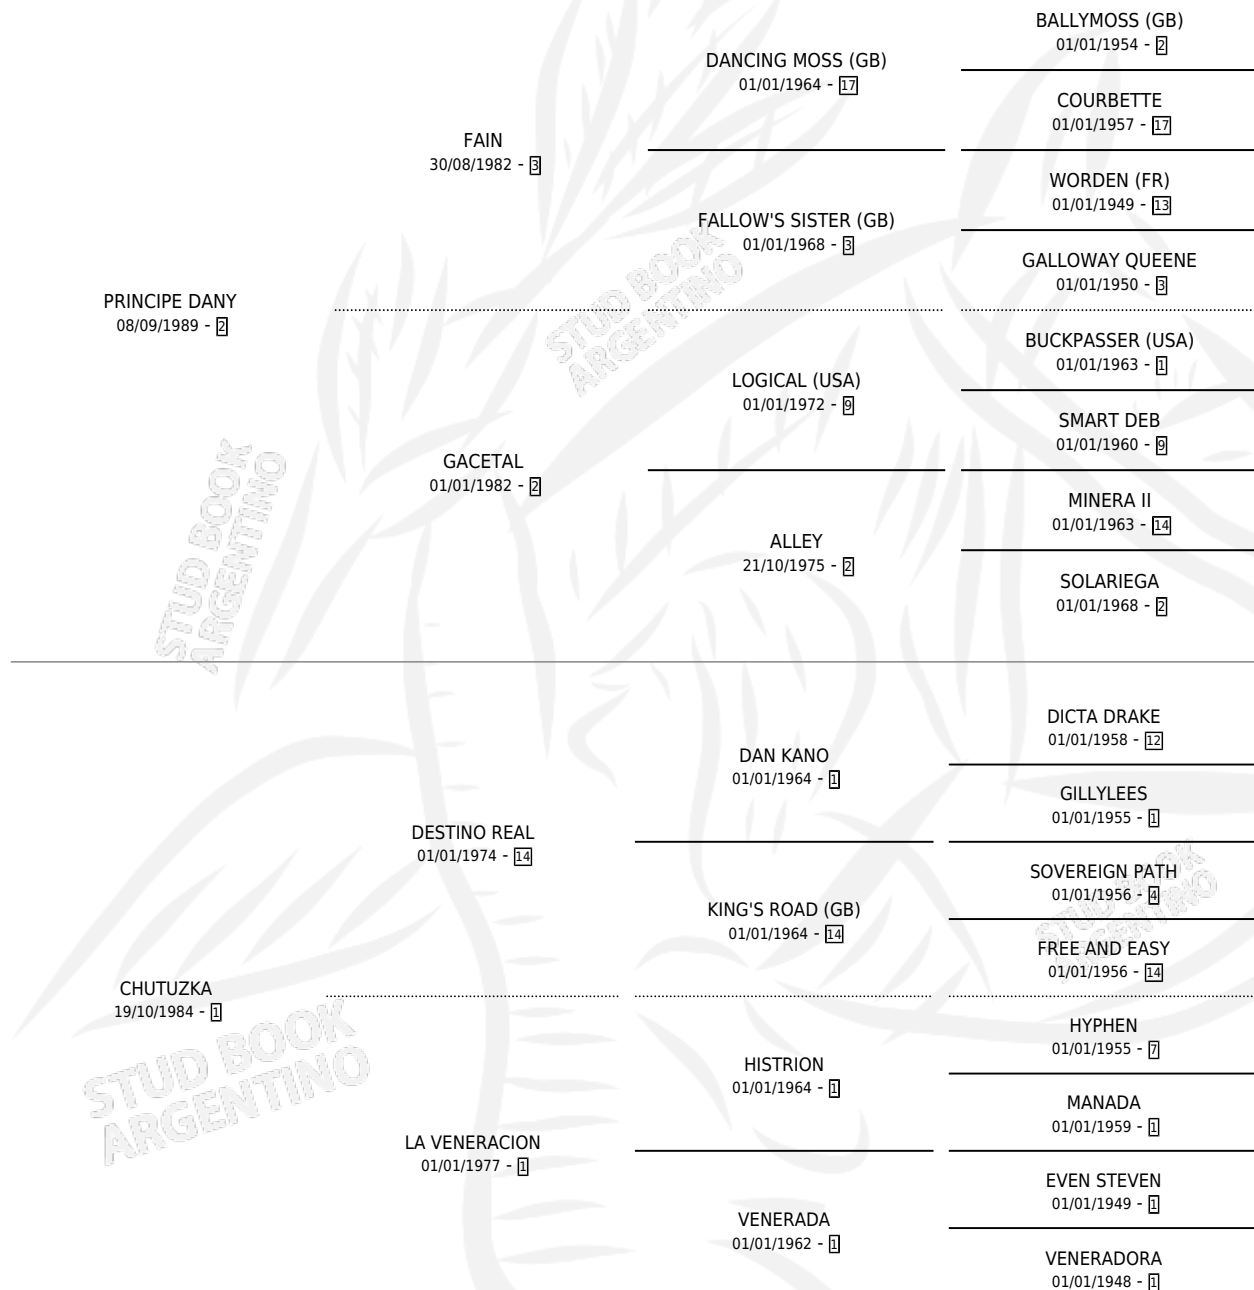 BALLYMOSS (GB)
01/01/1954 - 2
DANCING MOSS (GB)
01/01/1964 - 17
COURBETTE
01/01/1957 - 17
FAIN
30/08/1982 - 3
WORDEN (FR)
01/01/1949 - 13
FALLOW'S SISTER (GB)
01/01/1968 - 3
GALLOWAY QUEENE
01/01/1950 - 3
PRINCIPE DANY
08/09/1989 - 2
BUCKPASSER (USA)
01/01/1963 - 1
LOGICAL (USA)
01/01/1972 - 9
SMART DEB
01/01/1960 - 9
GACETAL
01/01/1982 - 2
MINERA II
01/01/1963 - 14
ALLEY
21/10/1975 - 2
SOLARIEGA
01/01/1968 - 2
DICTA DRAKE
01/01/1958 - 12
DAN KANO
01/01/1964 - 1
GILLYLEES
01/01/1955 - 1
DESTINO REAL
01/01/1974 - 14
SOVEREIGN PATH
01/01/1956 - 4
KING'S ROAD (GB)
01/01/1964 - 14
FREE AND EASY
01/01/1956 - 14
CHUTUZKA
19/10/1984 - 1
HYPHEN
01/01/1955 - 7
HISTRION
01/01/1964 - 1
MANADA
01/01/1959 - 1
LA VENERACION
01/01/1977 - 1
EVEN STEVEN
01/01/1949 - 1
VENERADA
01/01/1962 - 1
VENERADORA
01/01/1948 - 1
STUD BOOK
ARGENTINO
STUD BOOK
ARGENTINO
STUD BOOK
ARGENTINO
STUD BOOK
ARGENTINO